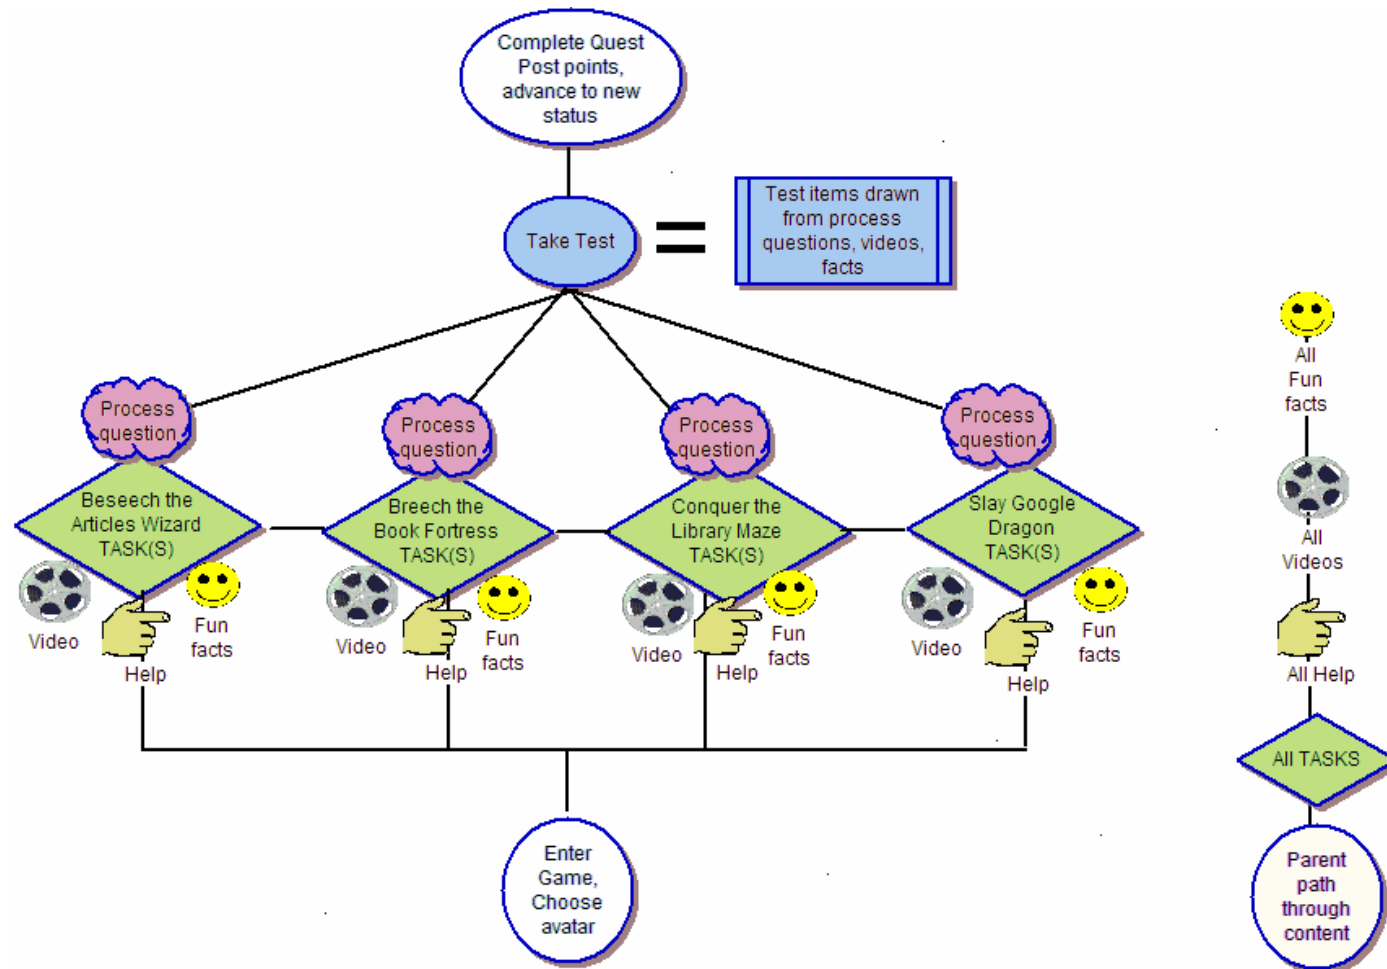 Complete Quest
Post points,
advance to new
status
Take Test
Test items drawn
from process
questions, videos,
facts
Process
question
Process
question
Process
question
Process
question
Beseech the
Articles Wizard
TASK(S)
Breech the
Book Fortress
TASK(S)
Conquer the
Library Maze
TASK(S)
Slay Google
Dragon
TASK(S)
Video
Help
Fun
facts
Video
Help
Fun
facts
Video
Help
Fun
facts
Video
Help
Fun
facts
Enter
Game,
Choose
avatar
All
Fun
facts
All
Videos
All Help
All TASKS
Parent
path
through
content